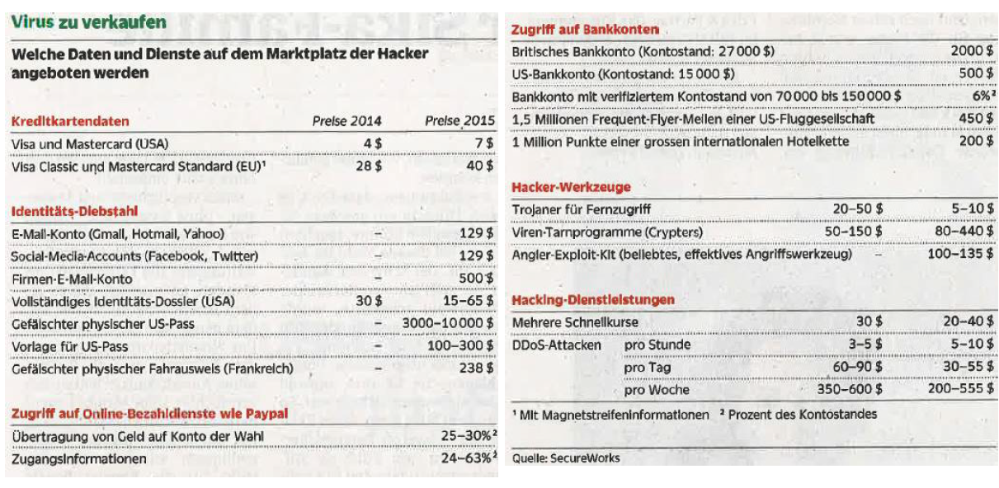 Virus zu verkaufen
Welche Daten und Dienste auf dem Marktplatz der Hacker
angeboten werden
Kreditkartendaten Preise 2014 Preise 2015
Visa und Mastercard (USA) 4 $ 7 $
Visa Classic und Mastercard Standard (EU)¹ 28 $ 40 $
Identitäts-Diebstahl
E-Mail-Konto (Gmail, Hotmail, Yahoo) – 129 $
Social-Media-Accounts (Facebook, Twitter) – 129 $
Firmen-E-Mail-Konto – 500 $
Vollständiges Identitäts-Dossier (USA) 30 $ 15–65 $
Gefälschter physischer US-Pass – 3000–10 000 $
Vorlage für US-Pass – 100–300 $
Gefälschter physischer Fahrausweis (Frankreich) – 238 $
Zugriff auf Online-Bezahldienste wie Paypal
Übertragung von Geld auf Konto der Wahl 25–30%²
Zugangsinformationen 24–63%²
Zugriff auf Bankkonten
Britisches Bankkonto (Kontostand: 27 000 $) 2000 $
US-Bankkonto (Kontostand: 15 000 $) 500 $
Bankkonto mit verifiziertem Kontostand von 70 000 bis 150 000 $ 6%²
1,5 Millionen Frequent-Flyer-Meilen einer US-Fluggesellschaft 450 $
1 Million Punkte einer grossen internationalen Hotelkette 200 $
Hacker-Werkzeuge
Trojaner für Fernzugriff 20–50 $ 5–10 $
Viren-Tarnprogramme (Crypters) 50–150 $ 80–440 $
Angler-Exploit-Kit (beliebtes, effektives Angriffswerkzeug) – 100–135 $
Hacking-Dienstleistungen
Mehrere Schnellkurse 30 $ 20–40 $
DDoS-Attacken pro Stunde 3–5 $ 5–10 $
pro Tag 60–90 $ 30–55 $
pro Woche 350–600 $ 200–555 $
¹ Mit Magnetstreifeninformationen ² Prozent des Kontostandes
Quelle: SecureWorks